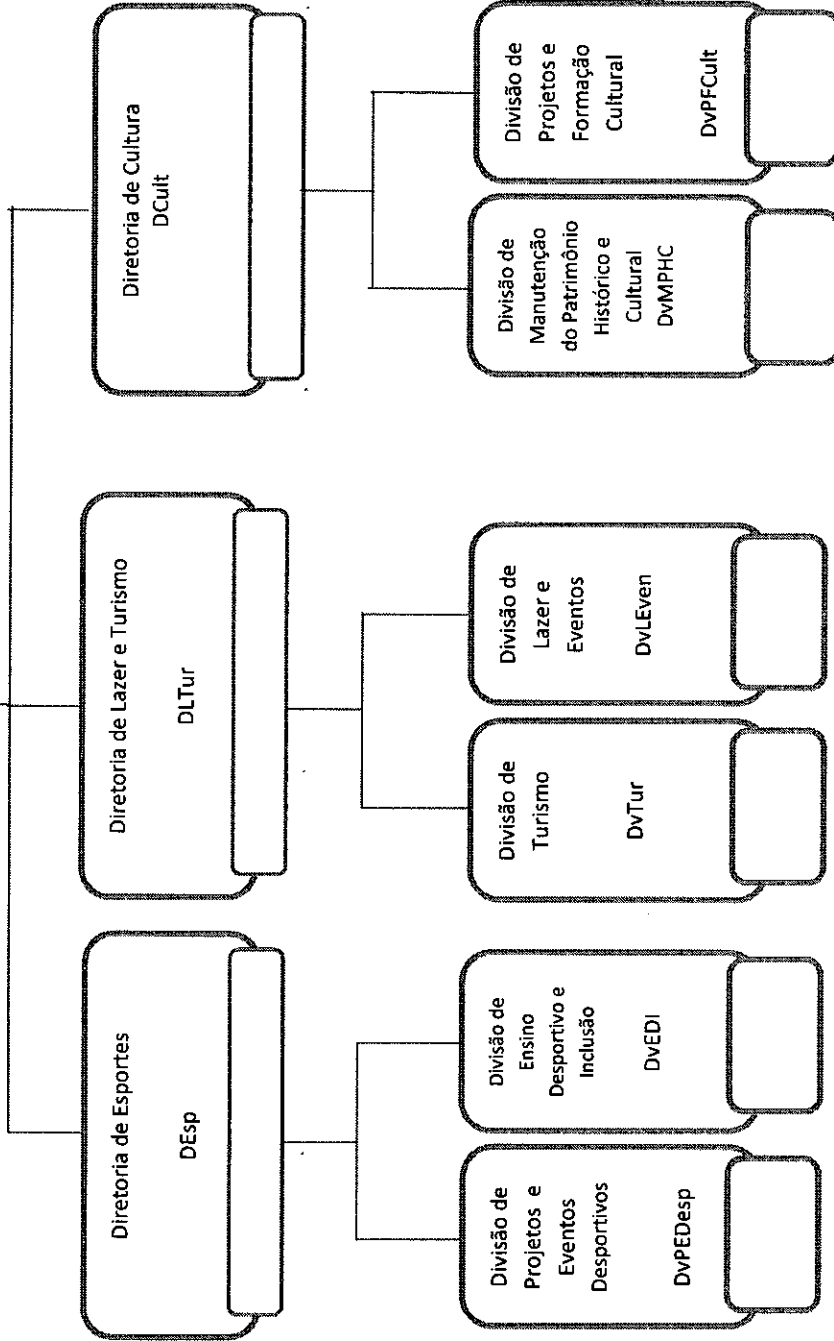 Diretoria de Esportes
DEsp
Diretoria de Lazer e Turismo
DLTur
Diretoria de Cultura
DCult
Divisão de
Projetos e
Eventos
Desportivos
DvPEDesp
Divisão de
Ensino
Desportivo e
Inclusão
DvEDI
Divisão de
Turismo
DvTur
Divisão de
Lazer e
Eventos
DvLEven
Divisão de
Manutenção
do Patrimônio
Histórico e
Cultural
DvMPHC
Divisão de
Projetos e
Formação
Cultural
DvPFCult